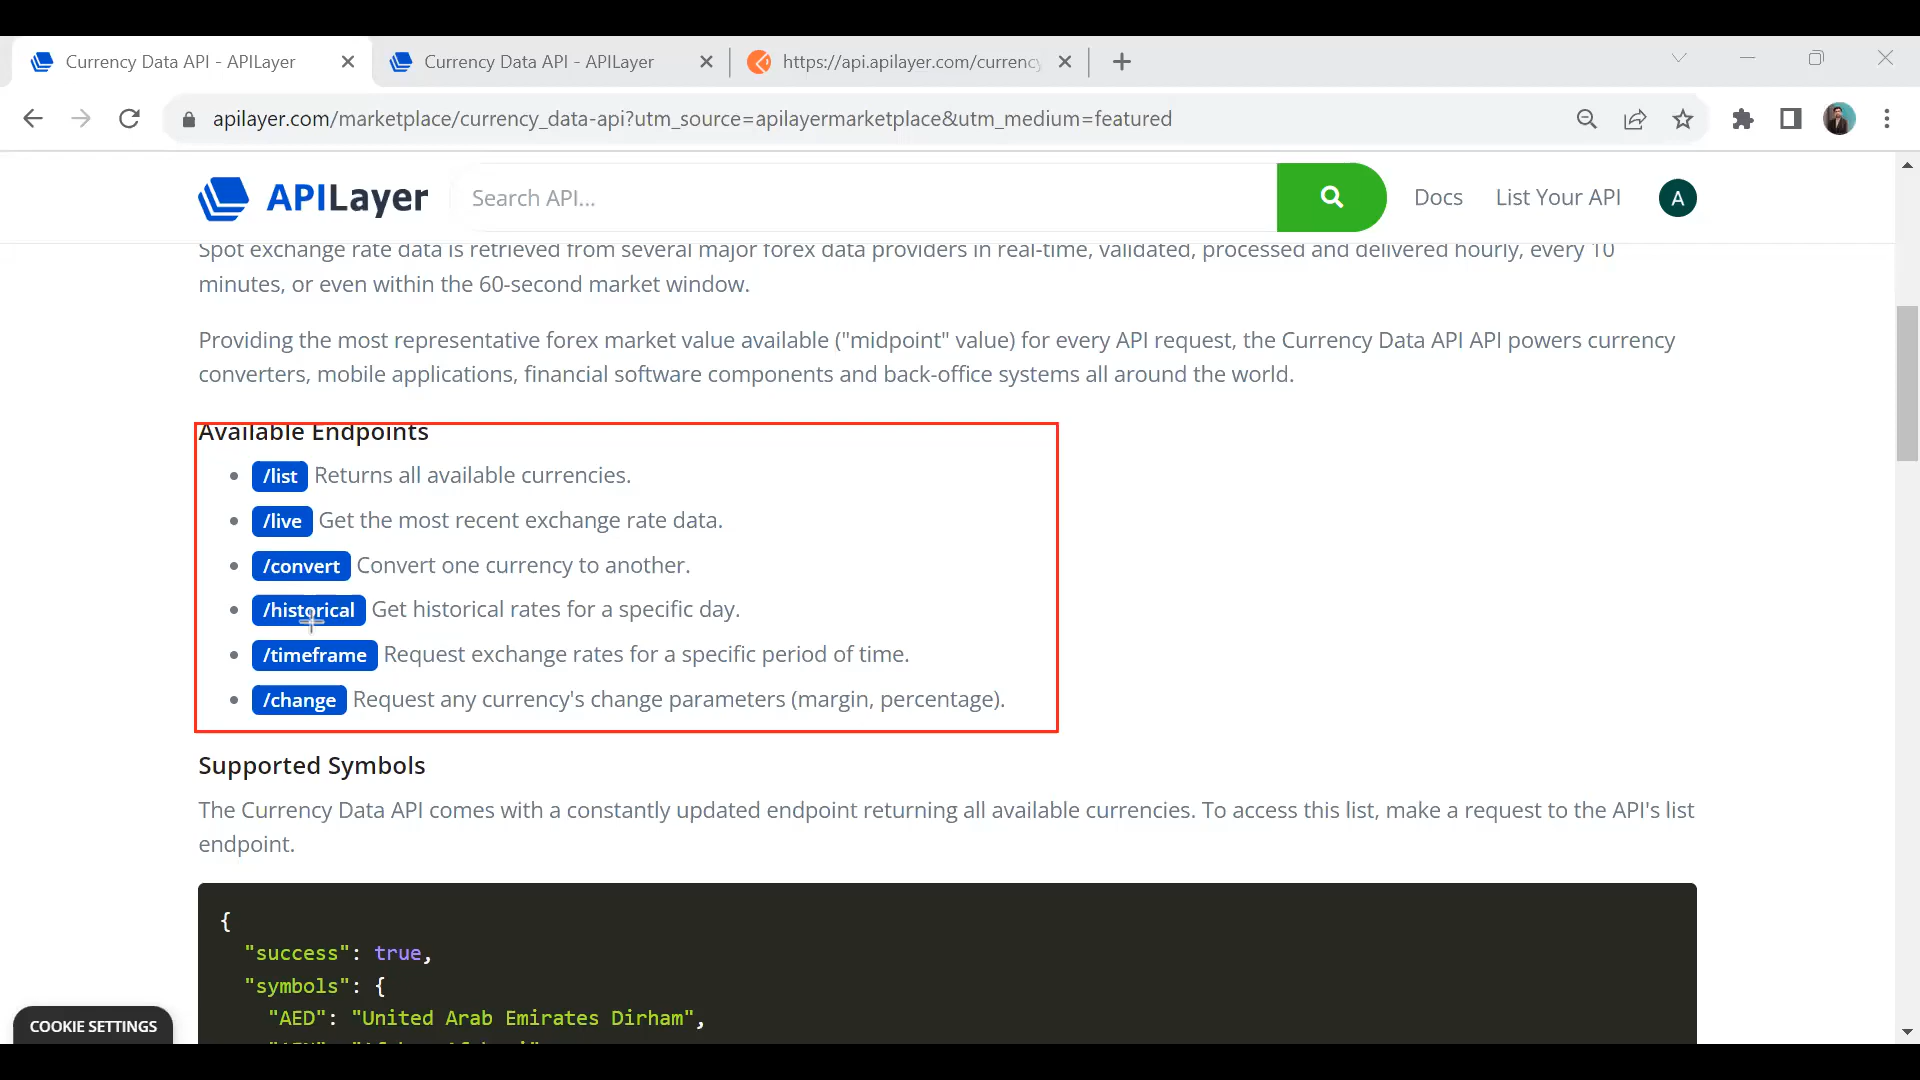 Currency Data API - APILayer
Currency Data API - APILayer
https://api.apilayer.com/currency
apilayer.com/marketplace/currency_data-api?utm_source=apilayermarketplace&utm_medium=featured
APILayer
Search API...
Docs
List Your API
A
Spot exchange rate data is retrieved from several major forex data providers in real-time, validated, processed and delivered hourly, every 10
minutes, or even within the 60-second market window.
Providing the most representative forex market value available ("midpoint" value) for every API request, the Currency Data API API powers currency
converters, mobile applications, financial software components and back-office systems all around the world.
Available Endpoints
/list Returns all available currencies.
/live Get the most recent exchange rate data.
/convert Convert one currency to another.
/historical Get historical rates for a specific day.
/timeframe Request exchange rates for a specific period of time.
/change Request any currency's change parameters (margin, percentage).
Supported Symbols
The Currency Data API comes with a constantly updated endpoint returning all available currencies. To access this list, make a request to the API's list
endpoint.
{
"success": true,
"symbols": {
"AED": "United Arab Emirates Dirham",
COOKIE SETTINGS